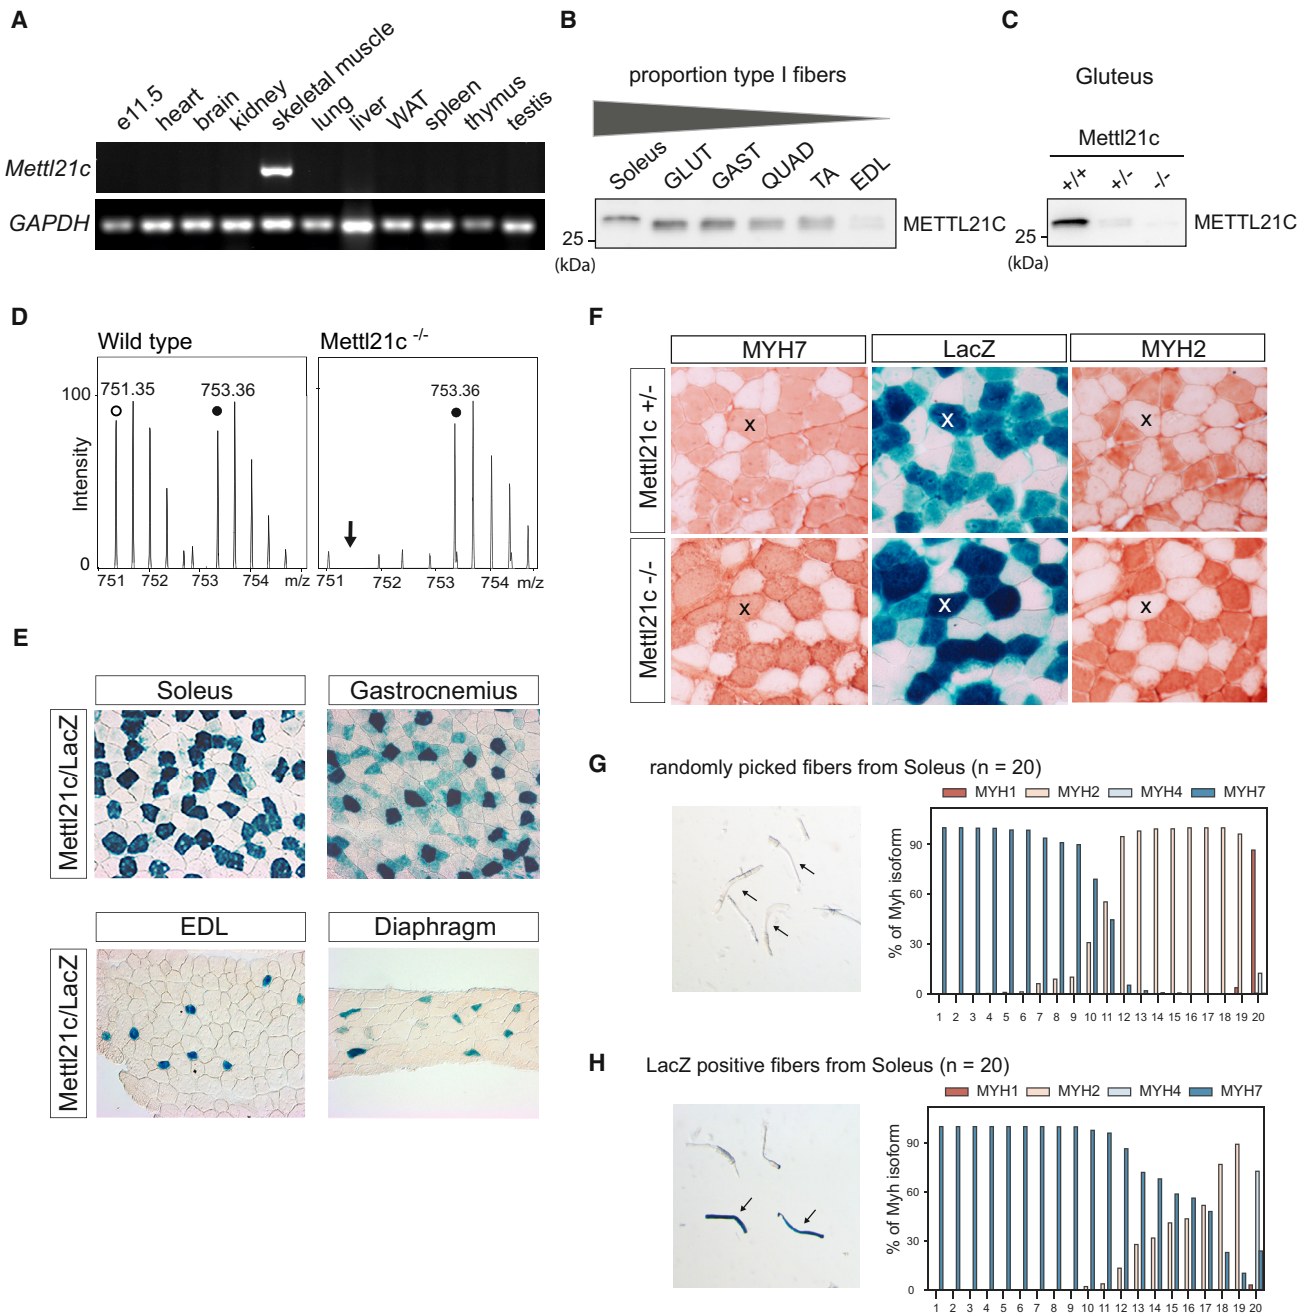 A
e11.5 heart brain kidney skeletal muscle lung liver WAT spleen thymus testis
Mettl21c
GAPDH
B
proportion type I fibers
Soleus GLUT GAST QUAD TA EDL
METTL21C
25
(kDa)
C
Gluteus
Mettl21c
+/+ +/- -/-
METTL21C
25
(kDa)
D
Wild type
Mettl21c -/-
751.35 753.36
753.36
100
Intensity
0
751 752 753 754 m/z
751 752 753 754 m/z
E
Soleus
Gastrocnemius
Mettl21c/LacZ
EDL
Diaphragm
Mettl21c/LacZ
F
MYH7 LacZ MYH2
Mettl21c +/-
x x x
Mettl21c -/-
x x x
G
randomly picked fibers from Soleus (n = 20)
MYH1 MYH2 MYH4 MYH7
% of Myh isoform
90
60
30
0
1 2 3 4 5 6 7 8 9 10 11 12 13 14 15 16 17 18 19 20
H
LacZ positive fibers from Soleus (n = 20)
MYH1 MYH2 MYH4 MYH7
% of Myh isoform
90
60
30
0
1 2 3 4 5 6 7 8 9 10 11 12 13 14 15 16 17 18 19 20